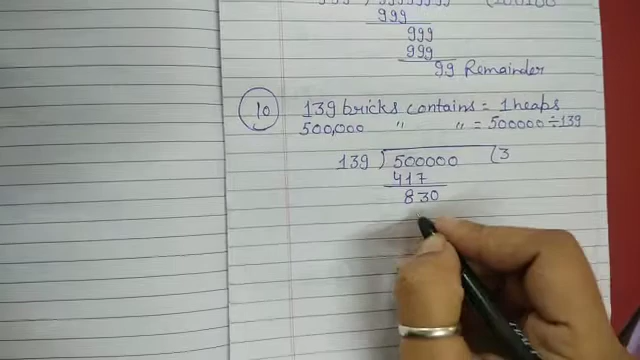 999
999
999
99 Remainder
10 139 bricks contains = 1 heaps
500,000 " " = 500000 ÷ 139
139 ) 500000 ( 3
417
830